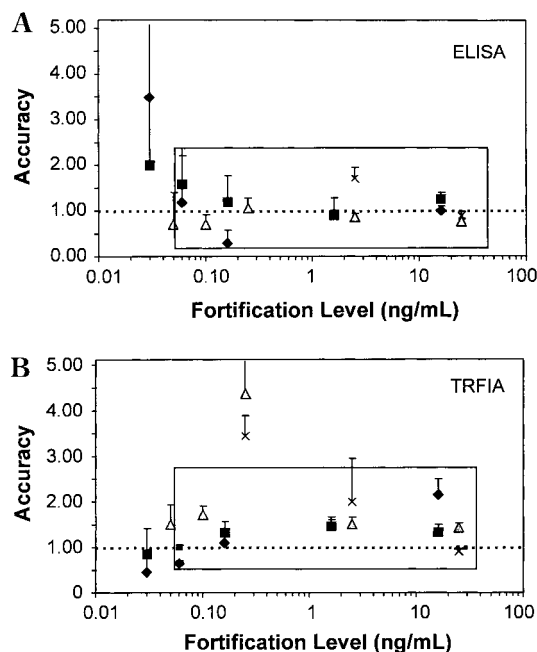 A
ELISA
Accuracy
5.00
4.00
3.00
2.00
1.00
0.00
0.01 0.10 1 10 100
Fortification Level (ng/mL)
B
TRFIA
Accuracy
5.00
4.00
3.00
2.00
1.00
0
0.01 0.10 1 10 100
Fortification Level (ng/mL)